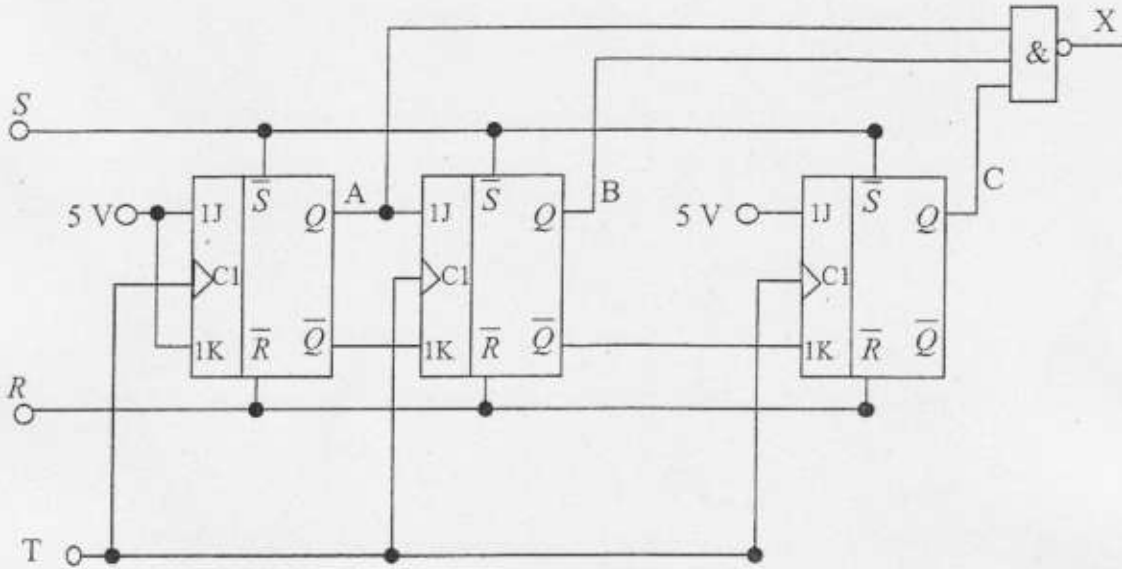 X
&
S
S̅ S̅ S̅
A B C
5 V 1J Q 1J Q 5 V 1J Q
C1 C1 C1
1K R̅ Q̅ 1K R̅ Q̅ 1K R̅ Q̅
R
T